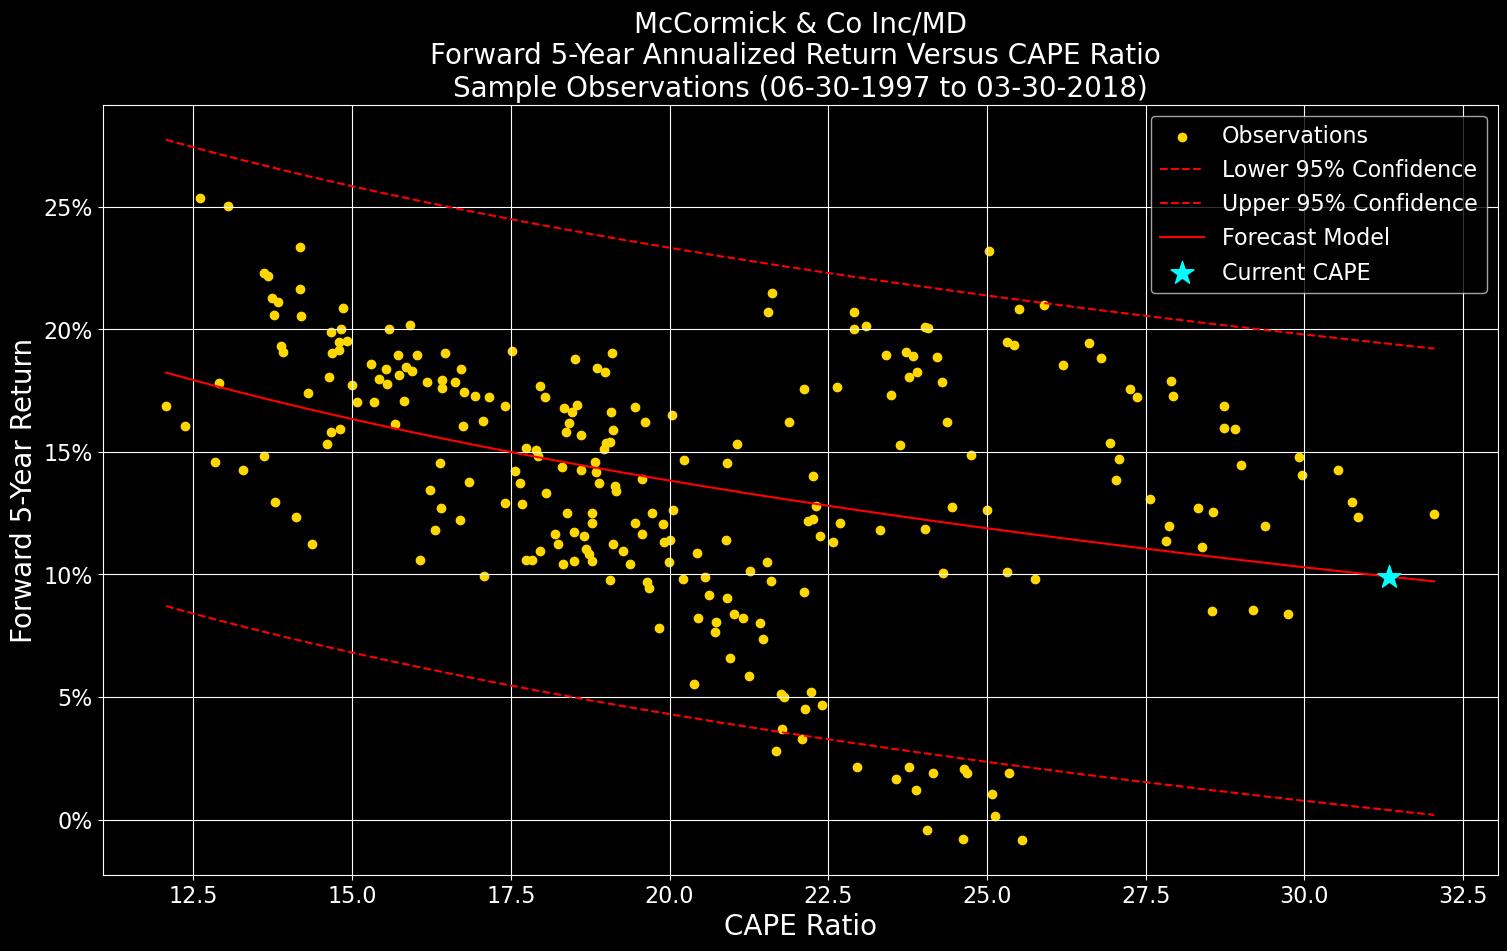 McCormick & Co Inc/MD
Forward 5-Year Annualized Return Versus CAPE Ratio
Sample Observations (06-30-1997 to 03-30-2018)
Observations
Lower 95% Confidence
Upper 95% Confidence
Forecast Model
Current CAPE
Forward 5-Year Return
25%
20%
15%
10%
5%
0%
12.5 15.0 17.5 20.0 22.5 25.0 27.5 30.0 32.5
CAPE Ratio